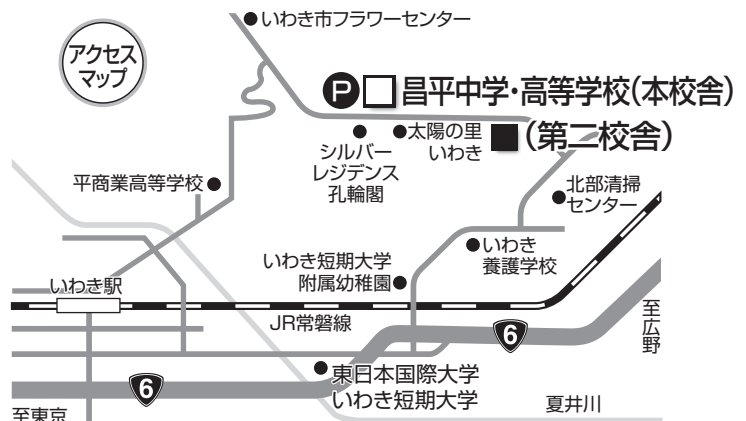 いわき市フラワーセンター
アクセス
マップ
P
昌平中学・高等学校(本校舎)
太陽の里
いわき
(第二校舎)
シルバー
レジデンス
孔輪閣
平商業高等学校
北部清掃
センター
いわき
養護学校
いわき短期大学
附属幼稚園
いわき駅
JR常磐線
6
至広野
6
東日本国際大学
いわき短期大学
夏井川
至東京